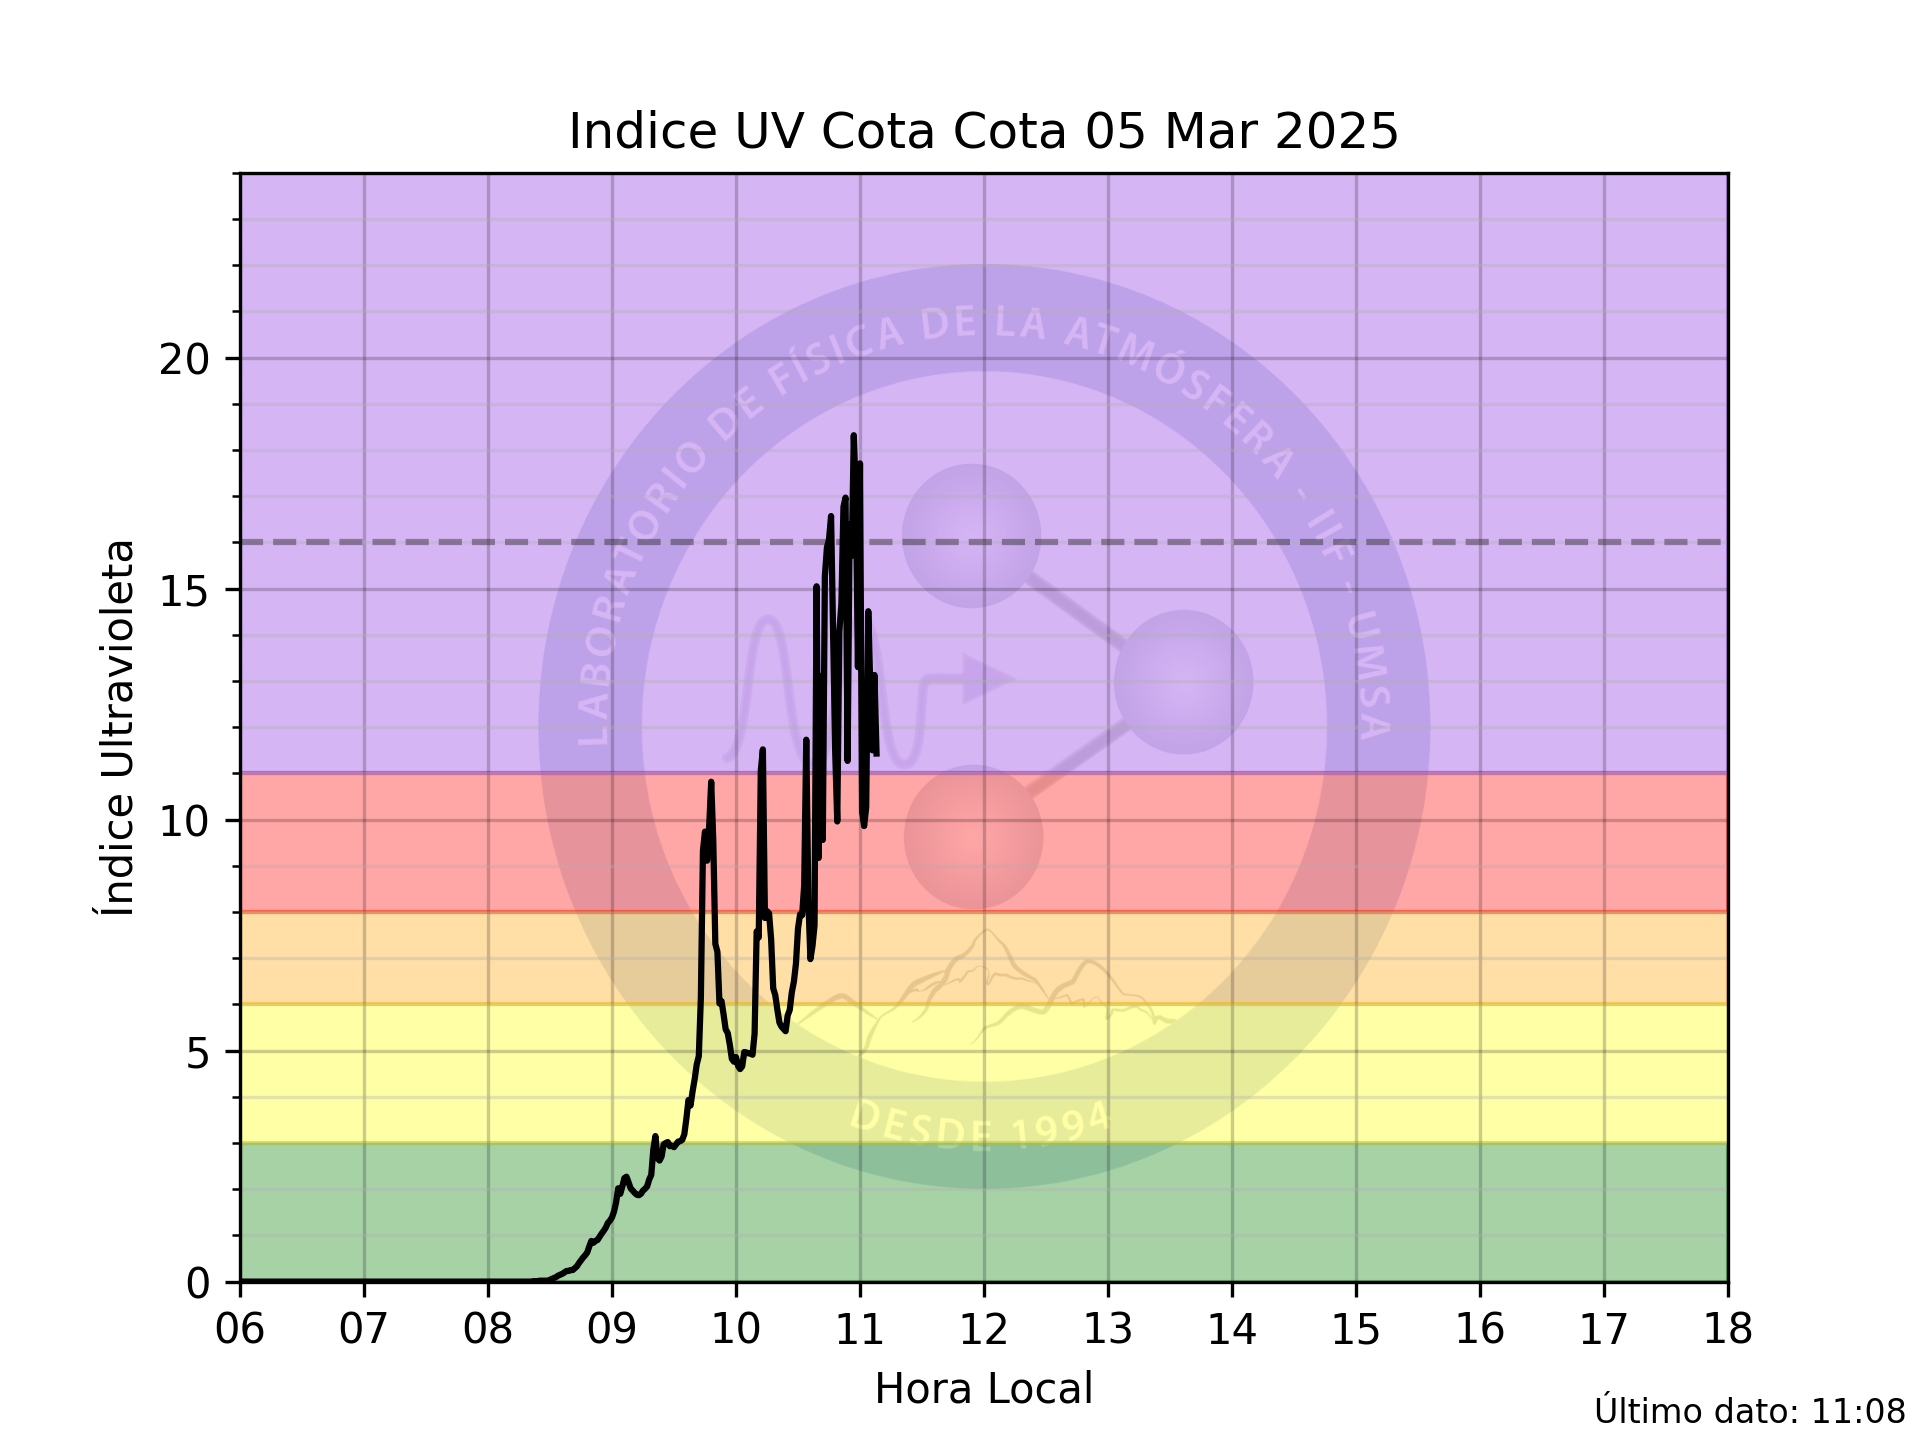 Indice UV Cota Cota 05 Mar 2025
Índice Ultravioleta
20
15
10
5
0
LABORATORIO DE FÍSICA DE LA ATMÓSFERA - IIF - UMSA
DESDE 1994
06 07 08 09 10 11 12 13 14 15 16 17 18
Hora Local
Último dato: 11:08